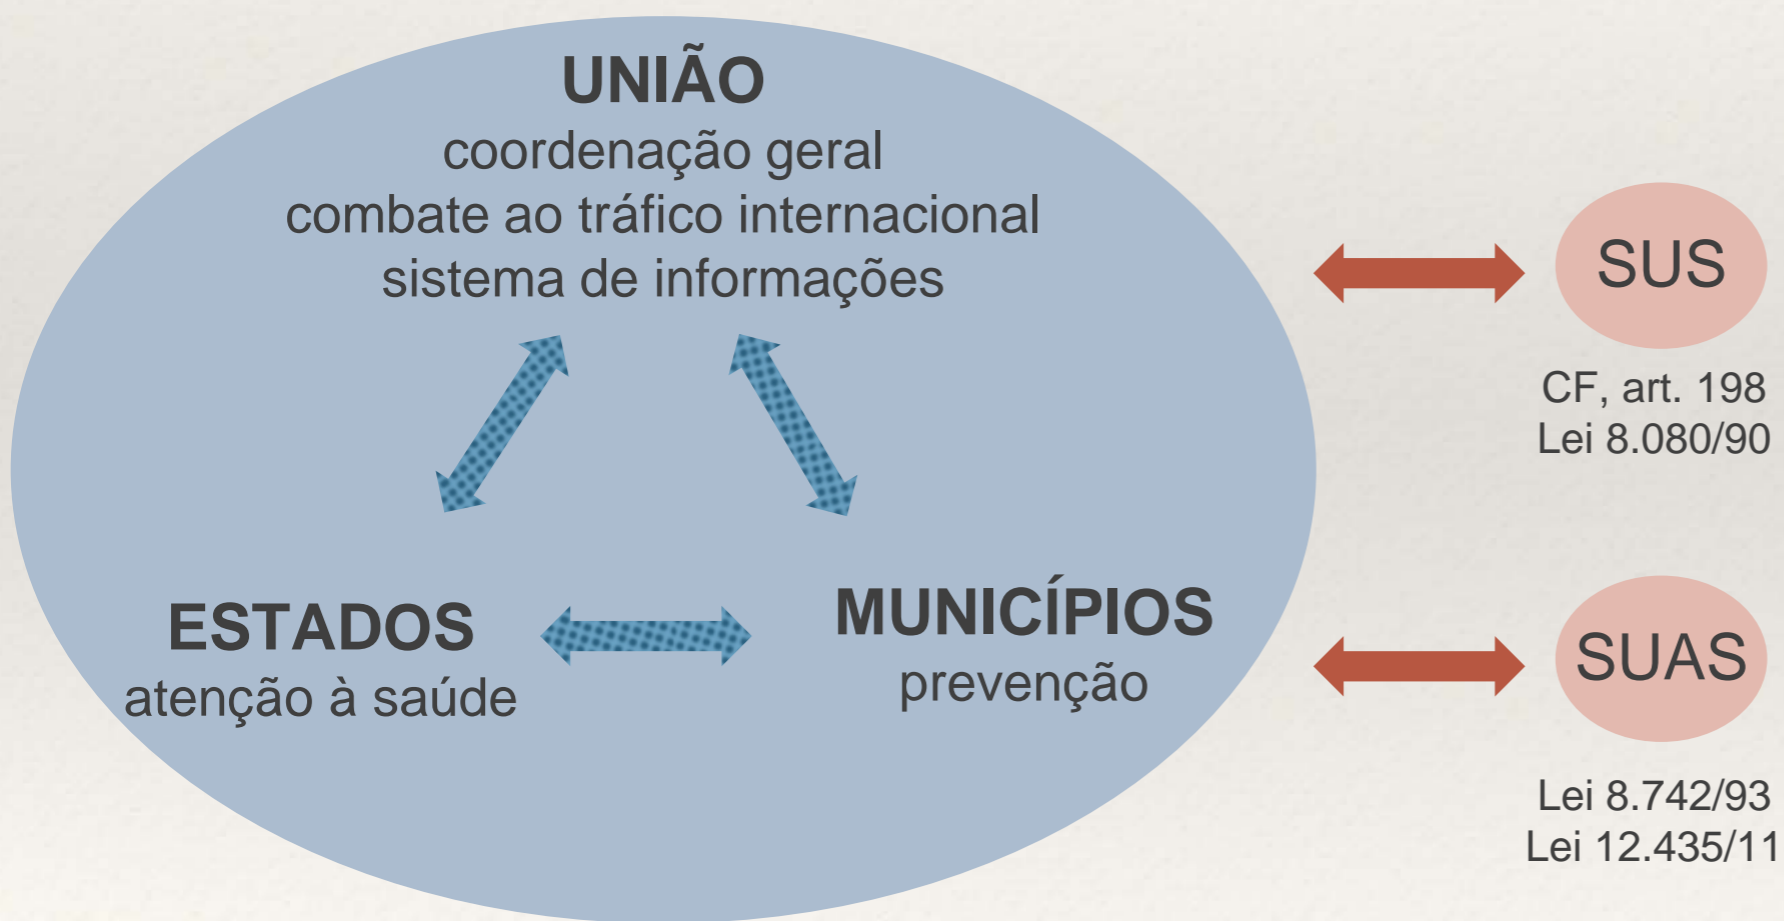 UNIÃO
coordenação geral
combate ao tráfico internacional
sistema de informações
ESTADOS
atenção à saúde
MUNICÍPIOS
prevenção
SUS
CF, art. 198
Lei 8.080/90
SUAS
Lei 8.742/93
Lei 12.435/11